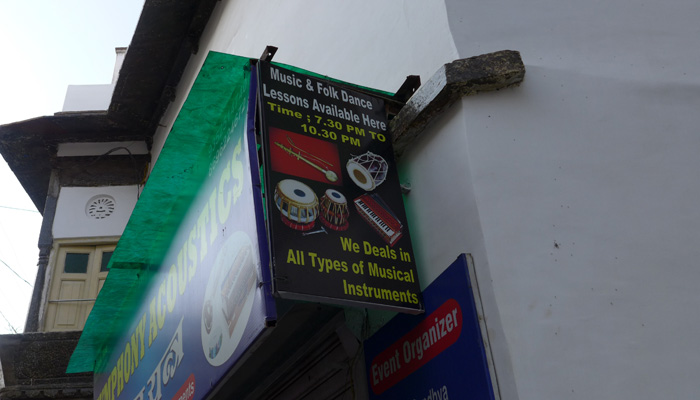 Music & Folk Dance
Lessons Available Here
Time ; 7.30 PM TO
10.30 PM
We Deals in
All Types of Musical
Instruments
ACOUSTICS
Event Organizer